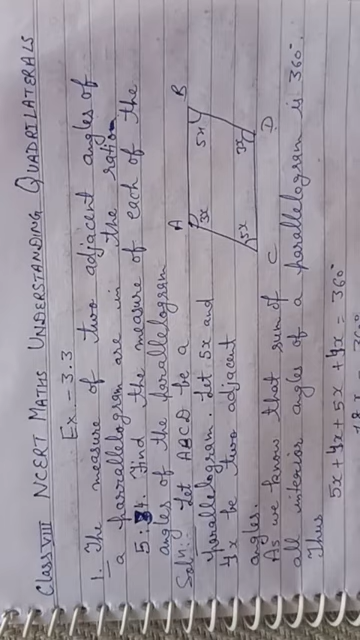 Class VIII NCERT MATHS UNDERSTANDING QUADRILATERALS
Ex - 3.3
1. The measure of two adjacent angles of
a parallelogram are in the ratio
5:4. Find the measure of each of the
angles of the parallelogram
Soln: Let ABCD be a
parallelogram. Let 5x and
4x be two adjacent
angles.
A
B
3x
5x
5x
3x
C
D
As we know that sum of
all interior angles of a parallelogram is 360°.
Thus
5x + 4x + 5x + 4x = 360°